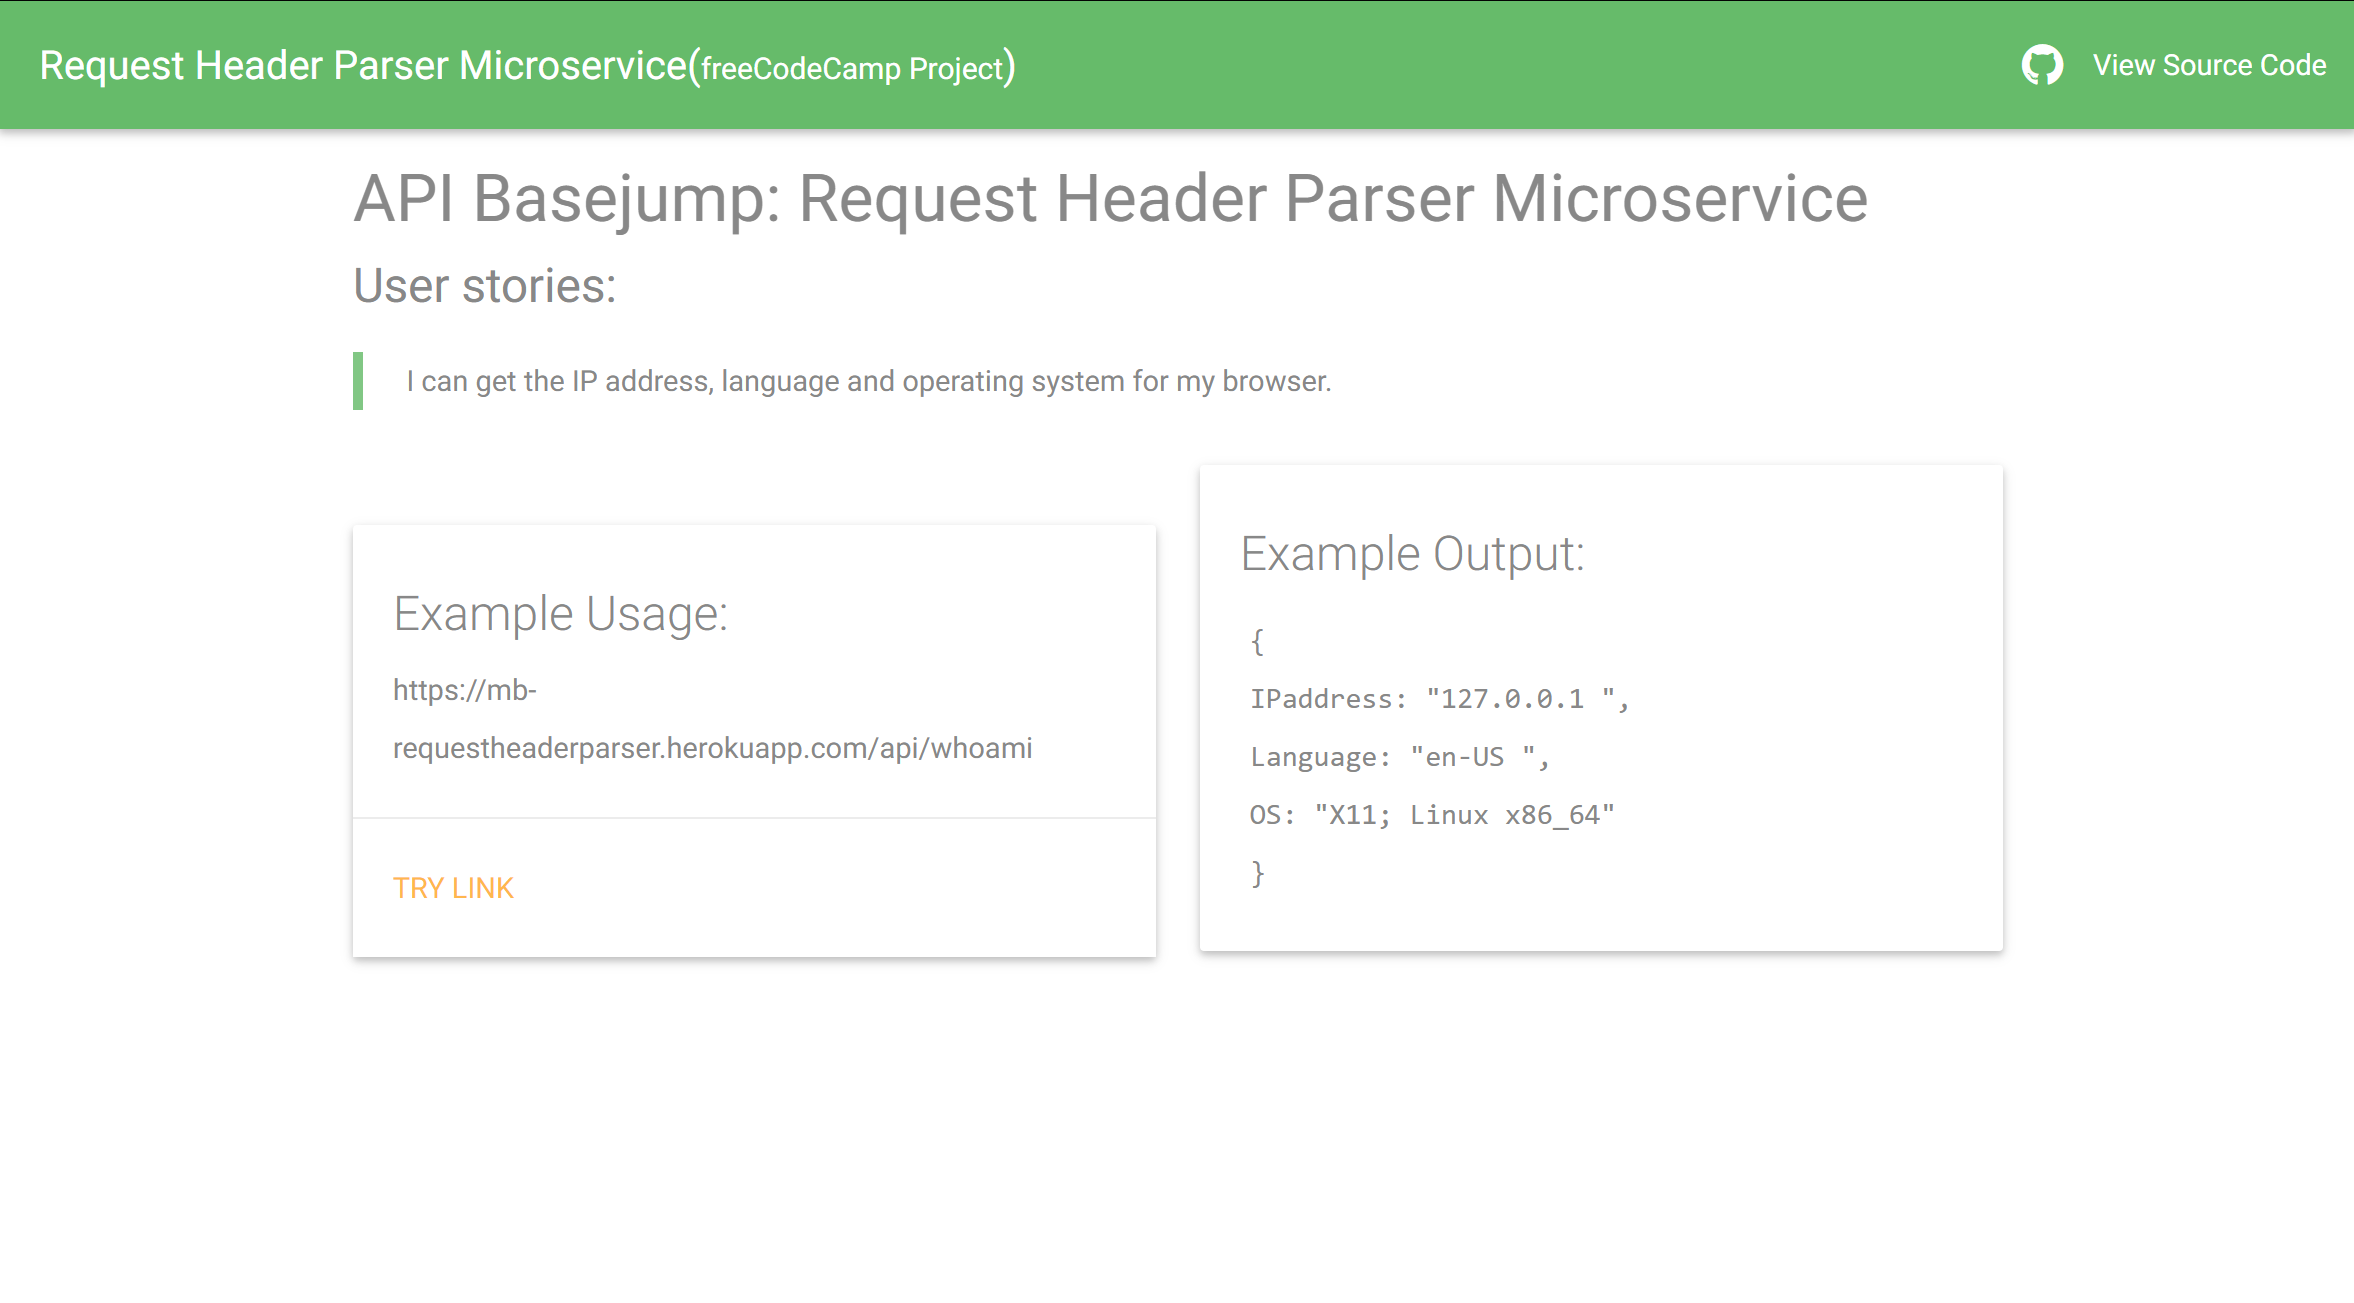 Request Header Parser Microservice(freeCodeCamp Project)
View Source Code
API Basejump: Request Header Parser Microservice
User stories:
I can get the IP address, language and operating system for my browser.
Example Usage:
https://mb-
requestheaderparser.herokuapp.com/api/whoami
TRY LINK
Example Output:
{
IPaddress: "127.0.0.1 ",
Language: "en-US ",
OS: "X11; Linux x86_64"
}